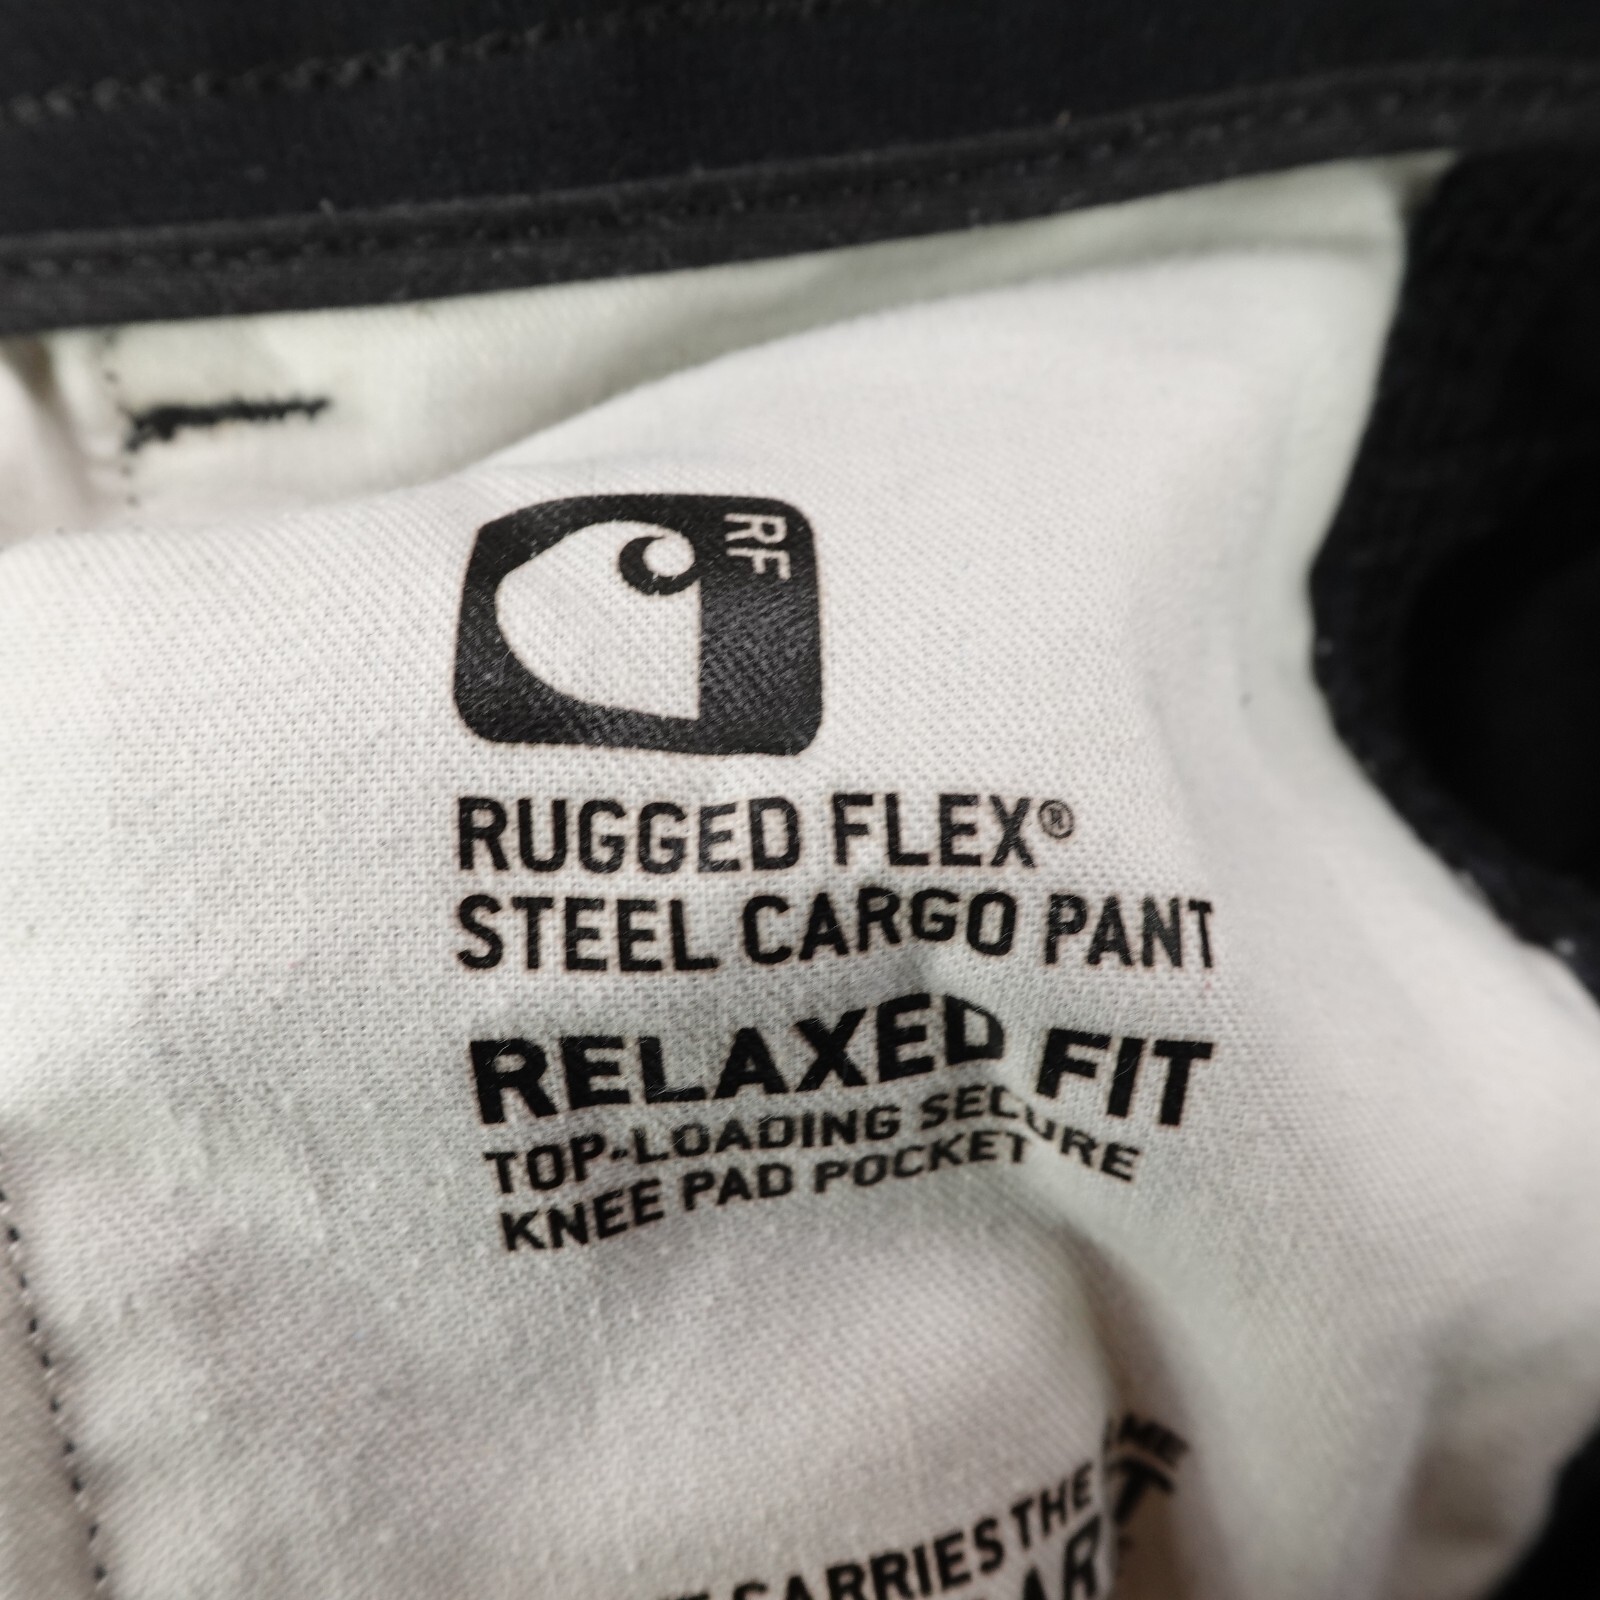 RF
RUGGED FLEX®
STEEL CARGO PANT
RELAXED FIT
TOP-LOADING SECURE
KNEE PAD POCKET
CARRIES THE